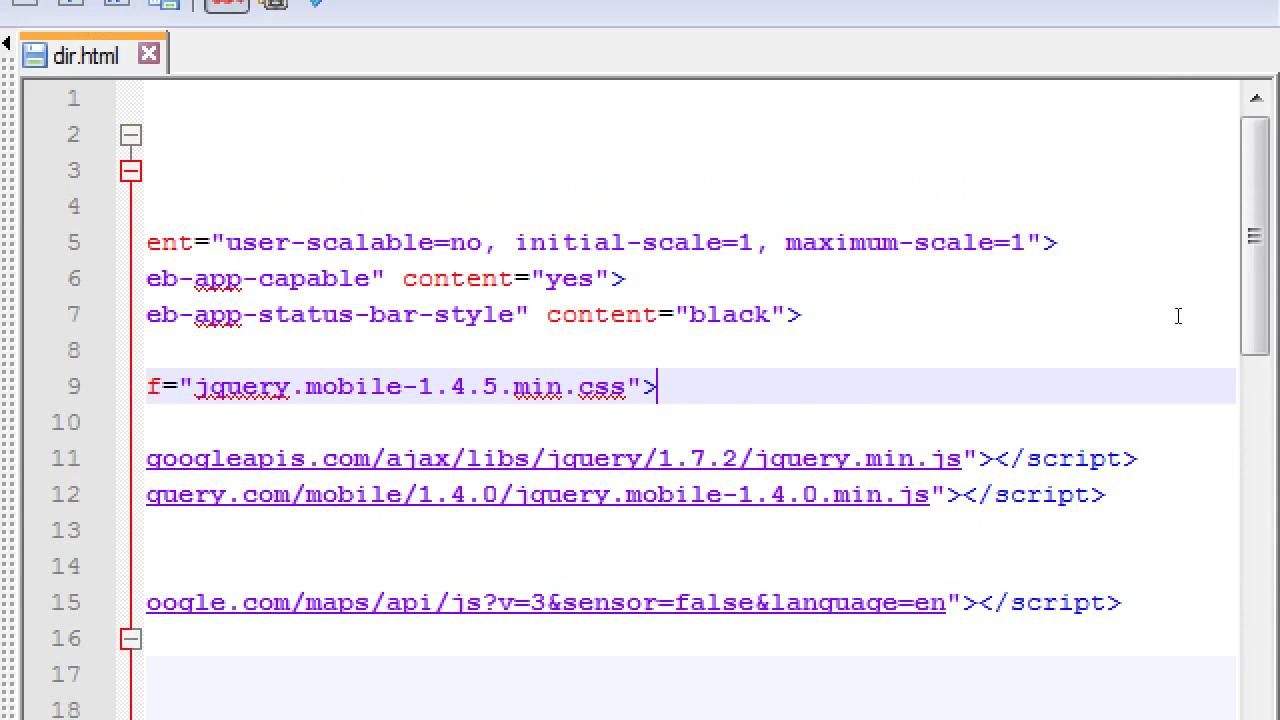 dir.html
1
2
3
4
5 ent="user-scalable=no, initial-scale=1, maximum-scale=1">
6 eb-app-capable" content="yes">
7 eb-app-status-bar-style" content="black">
8
9 f="jquery.mobile-1.4.5.min.css">
10
11 googleapis.com/ajax/libs/jquery/1.7.2/jquery.min.js"></script>
12 query.com/mobile/1.4.0/jquery.mobile-1.4.0.min.js"></script>
13
14
15 oogle.com/maps/api/js?v=3&sensor=false&language=en"></script>
16
17
18